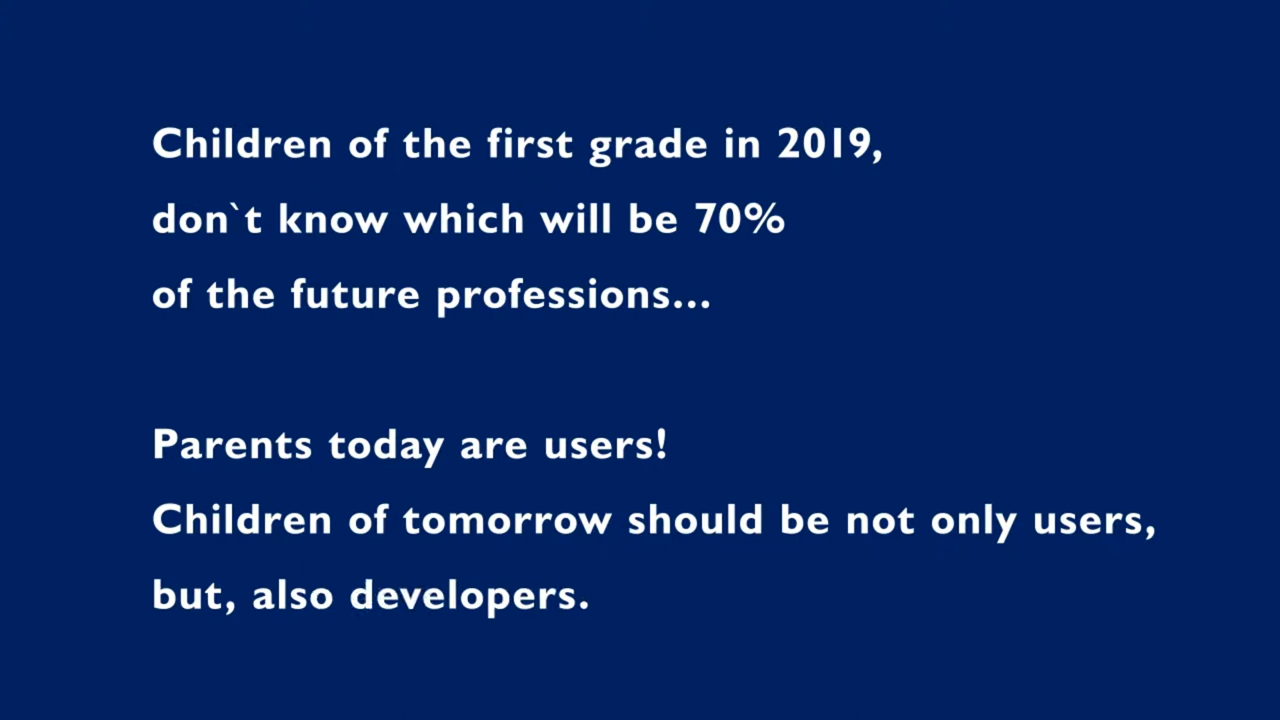 Children of the first grade in 2019,
don`t know which will be 70%
of the future professions...
Parents today are users!
Children of tomorrow should be not only users,
but, also developers.